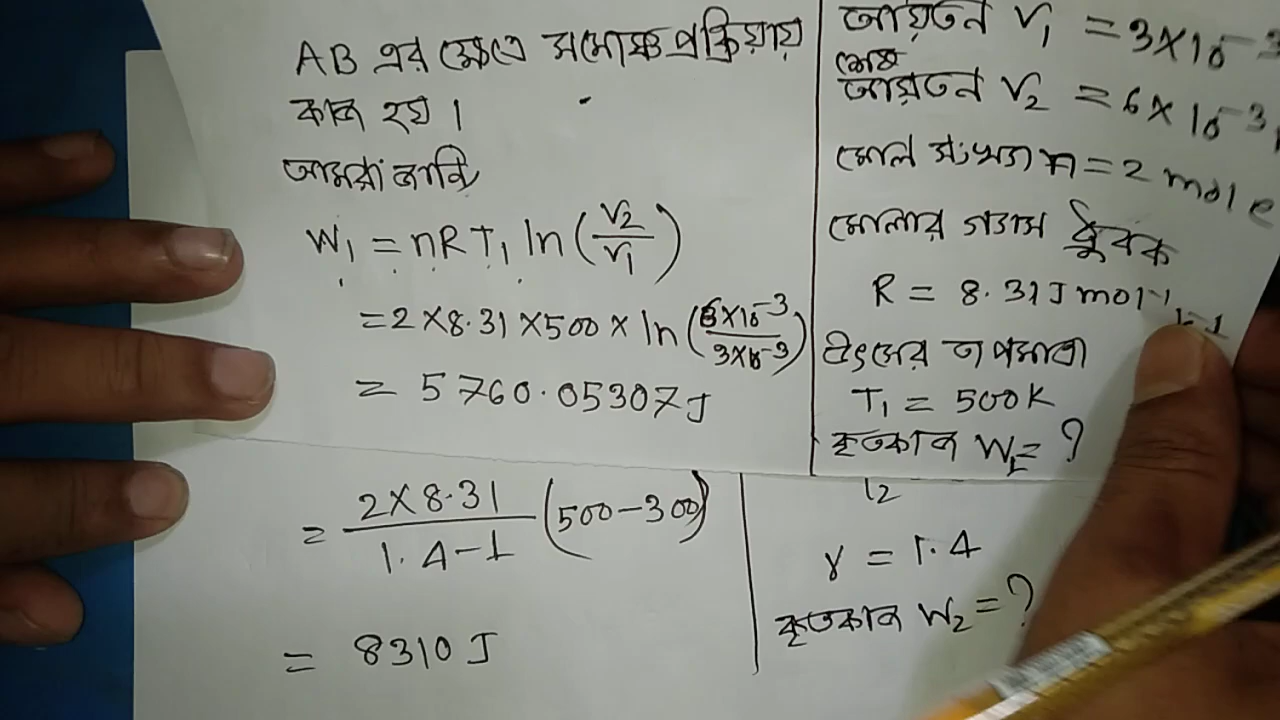 AB এর ক্ষেত্রে সমোষ্ণ প্রক্রিয়ায়
কাজ হয় ।
আমরা জানি,
W₁ = nRT₁ ln(V₂/V₁)
= 2 × 8.31 × 500 × ln(6×10⁻³/3×10⁻³)
= 5760.05307 J
আয়তন V₁ = 3×10⁻³
শেষ
আয়তন V₂ = 6×10⁻³
মোল সংখ্যা n = 2 mole
মোলার গ্যাস ধ্রুবক
R = 8.31 J mol⁻¹ K⁻¹
উৎসের তাপমাত্রা
T₁ = 500K
কৃতকাজ W₁ = ?
= 2×8.31/1.4-1 (500-300)
= 8310 J
γ = 1.4
কৃতকাজ W₂ = ?